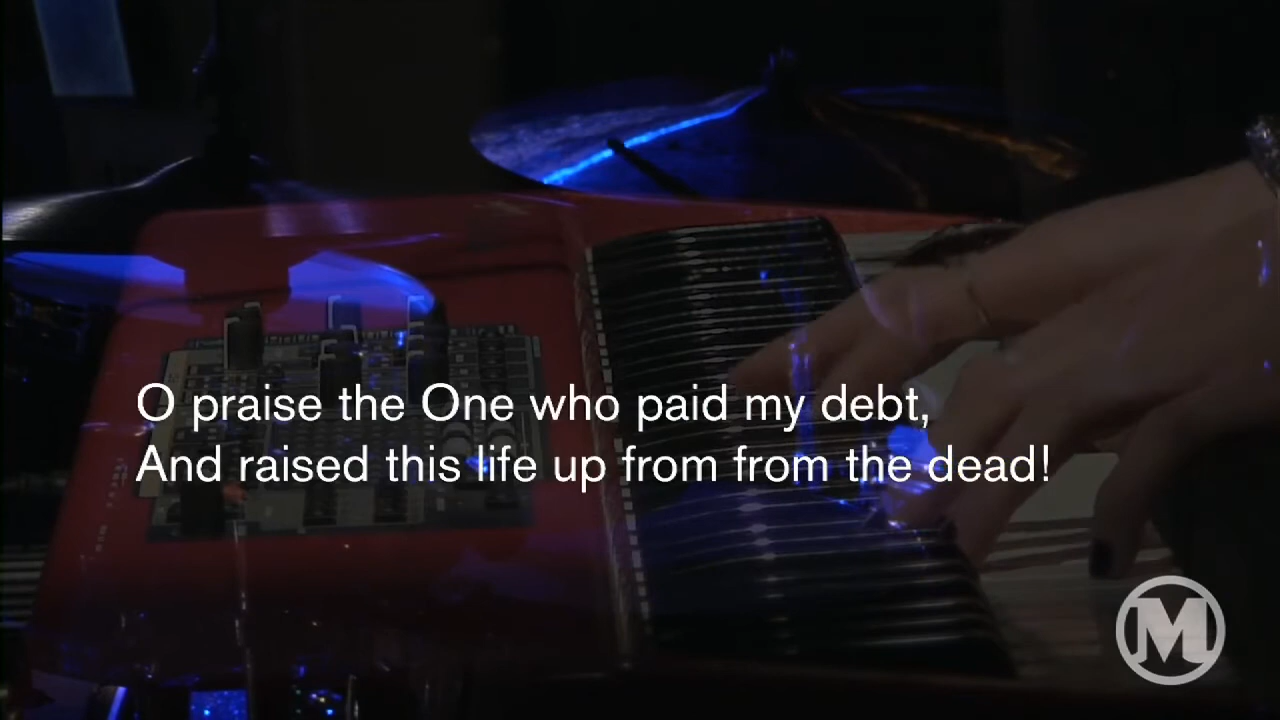 O praise the One who paid my debt,
And raised this life up from from the dead!
M